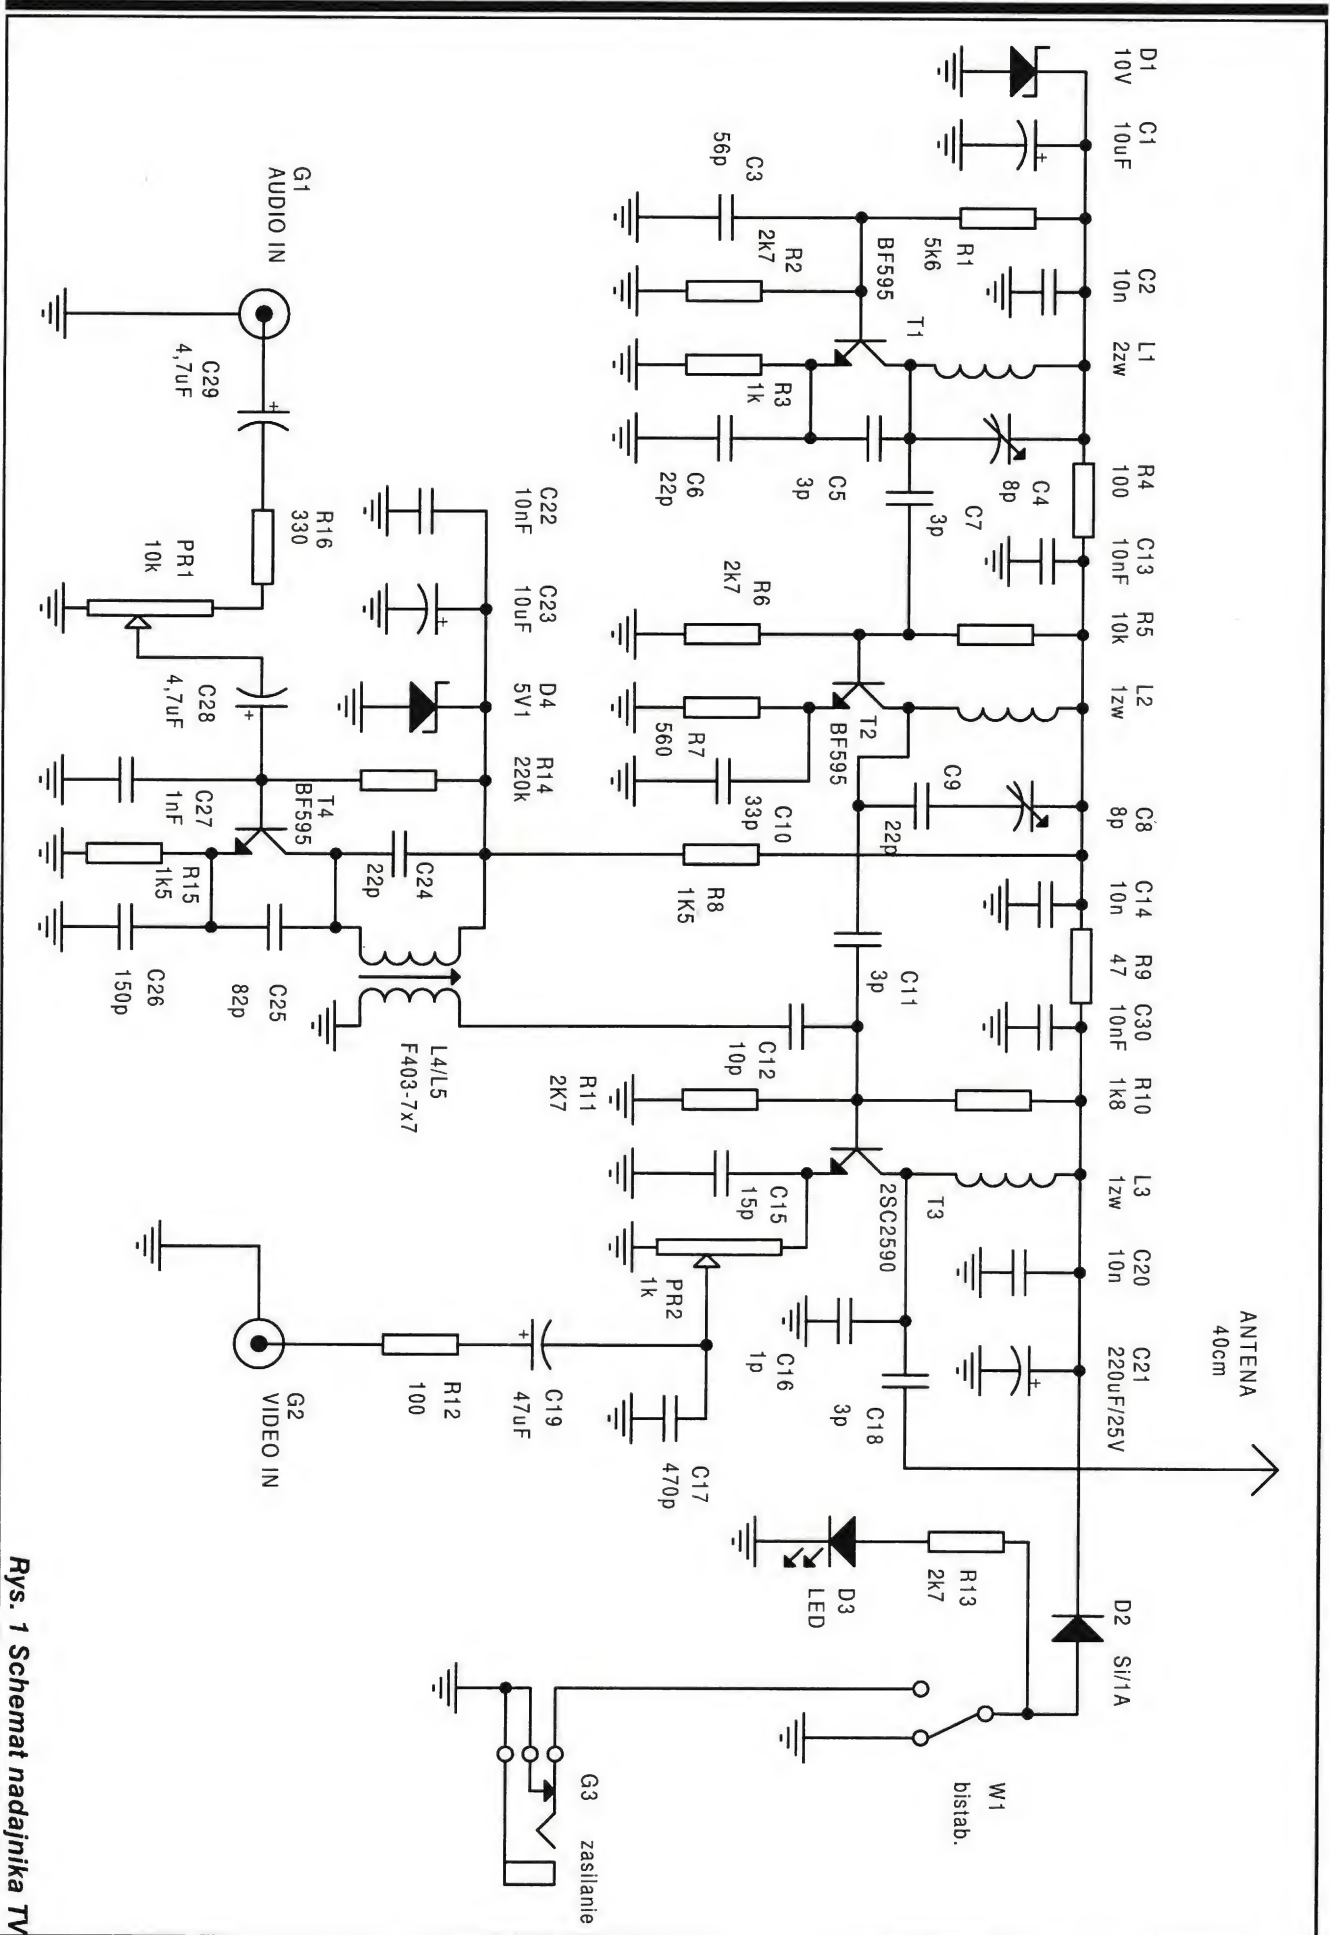 D1
10V
C1
10uF
C2
10n
L1
2zw
R4
100
C13
10nF
R5
10k
L2
1zw
C8
8p
C14
10n
R9
47
C30
10nF
R10
1k8
L3
1zw
C20
10n
C21
220uF/25V
ANTENA
40cm
D2
Si/1A
R1
5k6
C4
8p
C7
3p
C9
22p
BF595
T1
T2
BF595
C11
3p
T3
2SC2590
C18
3p
R13
2k7
W1
bistab.
C3
56p
R2
2k7
R3
1k
C5
3p
C6
22p
R6
2k7
R7
560
C10
33p
R8
1K5
C12
10p
R11
2K7
C15
15p
PR2
1k
C16
1p
C17
470p
D3
LED
C22
10nF
C23
10uF
D4
5V1
R14
220k
C24
22p
L4/L5
F403-7x7
C19
47uF
R12
100
G3
zasilanie
G1
AUDIO IN
C29
4,7uF
R16
330
PR1
10k
C28
4,7uF
C27
1nF
T4
BF595
R15
1k5
C25
82p
C26
150p
G2
VIDEO IN
Rys. 1 Schemat nadajnika TV